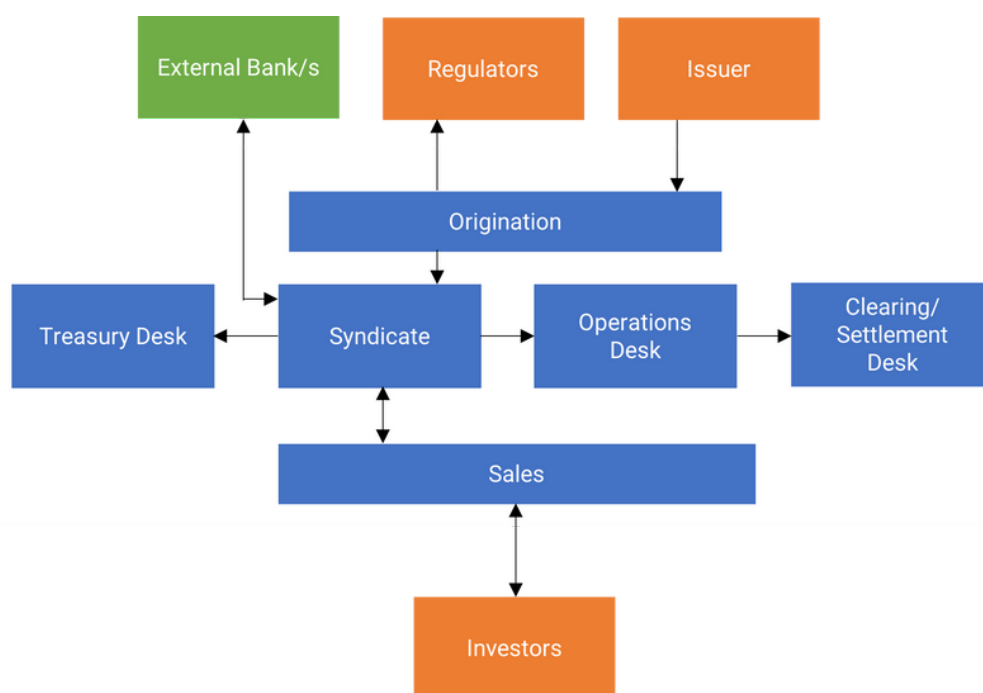 External Bank/s
Regulators
Issuer
Origination
Treasury Desk
Syndicate
Operations
Desk
Clearing/
Settlement
Desk
Sales
Investors